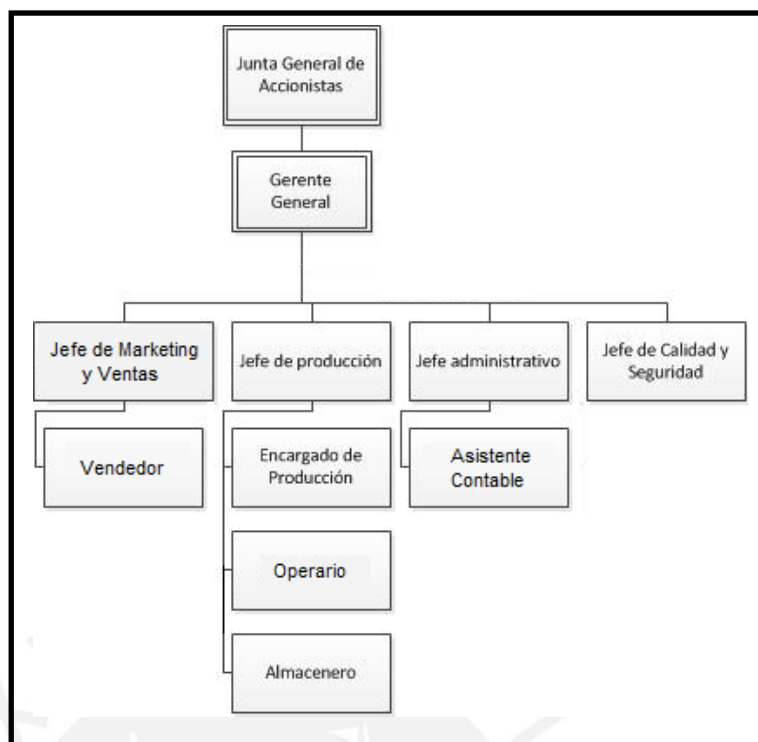 Junta General de
Accionistas
Gerente
General
Jefe de Marketing
y Ventas
Jefe de producción
Jefe administrativo
Jefe de Calidad y
Seguridad
Vendedor
Encargado de
Producción
Asistente
Contable
Operario
Almacenero